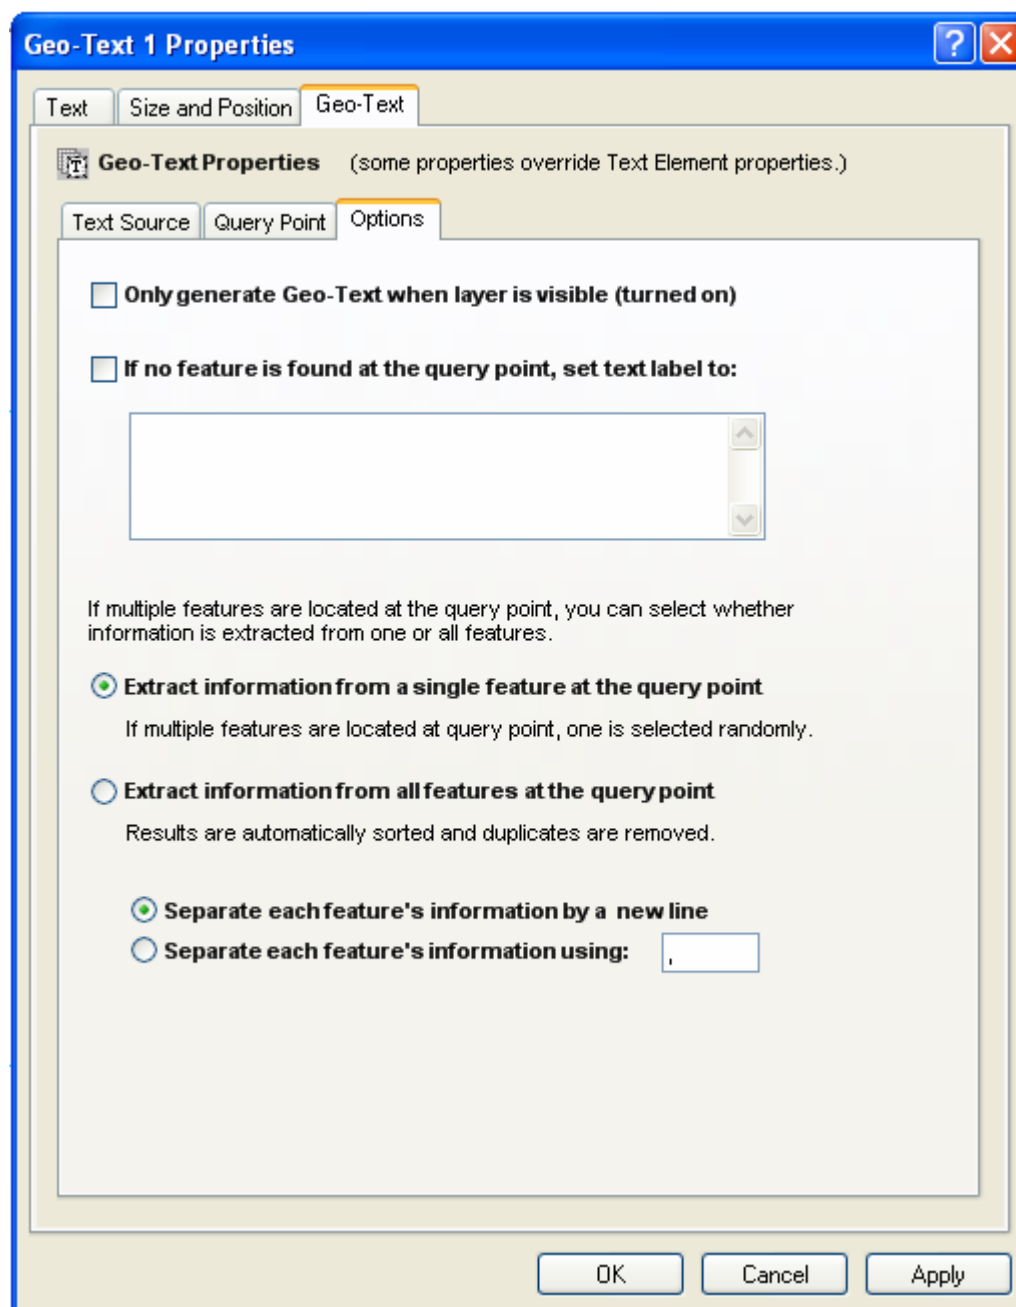 Geo-Text 1 Properties
Text Size and Position Geo-Text
Geo-Text Properties (some properties override Text Element properties.)
Text Source Query Point Options
Only generate Geo-Text when layer is visible (turned on)
If no feature is found at the query point, set text label to:
If multiple features are located at the query point, you can select whether
information is extracted from one or all features.
Extract information from a single feature at the query point
If multiple features are located at query point, one is selected randomly.
Extract information from all features at the query point
Results are automatically sorted and duplicates are removed.
Separate each feature's information by a new line
Separate each feature's information using: ,
OK Cancel Apply